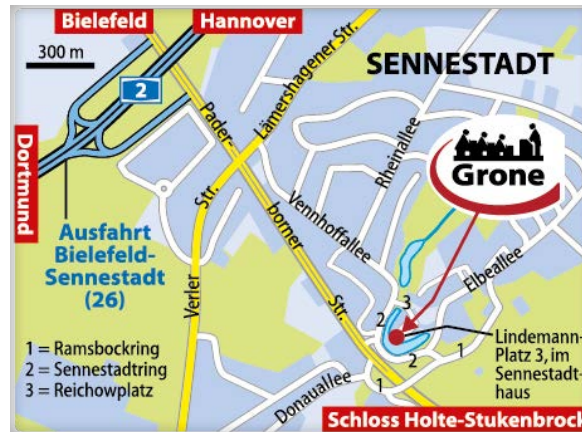 Bielefeld
Hannover
300 m
2
SENNESTADT
Lämershagener Str.
Pader-
borner
Str.
Rheinallee
Grone
Dortmund
Ausfahrt
Bielefeld-
Sennestadt
(26)
Str.
Verler
Vennhoffallee
Elbeallee
3
2
2
1
1
Lindemann-
Platz 3, im
Sennestadt-
haus
1 = Ramsbockring
2 = Sennestadtring
3 = Reichowplatz
Donauallee
Schloss Holte-Stukenbrock